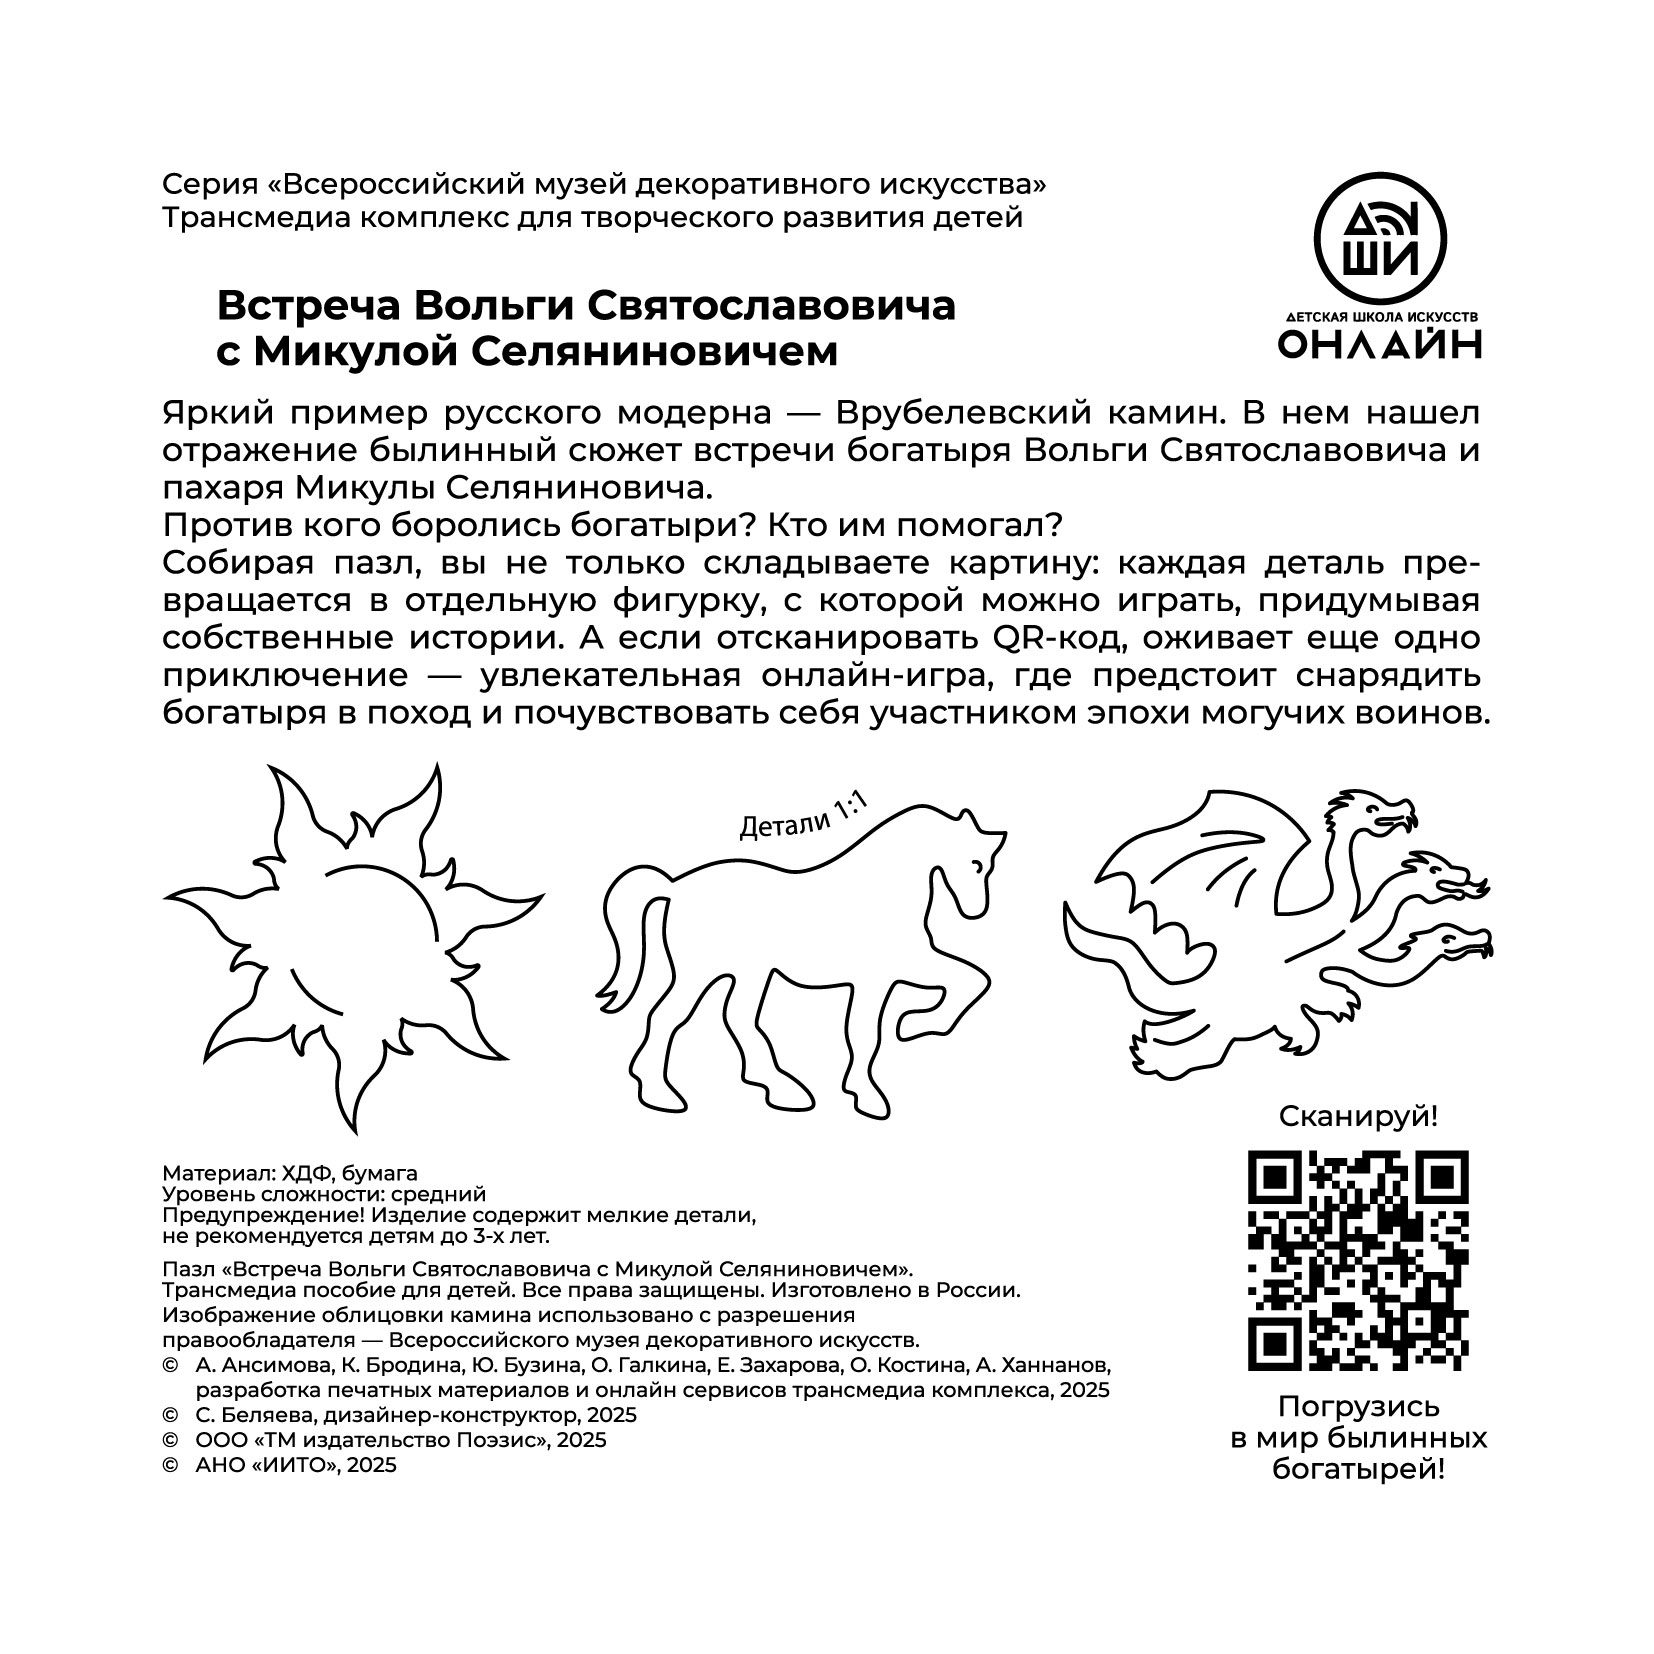 Серия «Всероссийский музей декоративного искусства»
Трансмедиа комплекс для творческого развития детей
ДШИ
ДЕТСКАЯ ШКОЛА ИСКУССТВ
ОНЛАЙН
Встреча Вольги Святославовича
с Микулой Селяниновичем
Яркий пример русского модерна — Врубелевский камин. В нем нашел
отражение былинный сюжет встречи богатыря Вольги Святославовича и
пахаря Микулы Селяниновича.
Против кого боролись богатыри? Кто им помогал?
Собирая пазл, вы не только складываете картину: каждая деталь пре-
вращается в отдельную фигурку, с которой можно играть, придумывая
собственные истории. А если отсканировать QR-код, оживает еще одно
приключение — увлекательная онлайн-игра, где предстоит снарядить
богатыря в поход и почувствовать себя участником эпохи могучих воинов.
Детали 1:1
Сканируй!
Материал: ХДФ, бумага
Уровень сложности: средний
Предупреждение! Изделие содержит мелкие детали,
не рекомендуется детям до 3-х лет.
Пазл «Встреча Вольги Святославовича с Микулой Селяниновичем».
Трансмедиа пособие для детей. Все права защищены. Изготовлено в России.
Изображение облицовки камина использовано с разрешения
правообладателя — Всероссийского музея декоративного искусств.
© А. Ансимова, К. Бродина, Ю. Бузина, О. Галкина, Е. Захарова, О. Костина, А. Ханнанов,
разработка печатных материалов и онлайн сервисов трансмедиа комплекса, 2025
© С. Беляева, дизайнер-конструктор, 2025
© ООО «ТМ издательство Поэзис», 2025
© АНО «ИИТО», 2025
Погрузись
в мир былинных
богатырей!